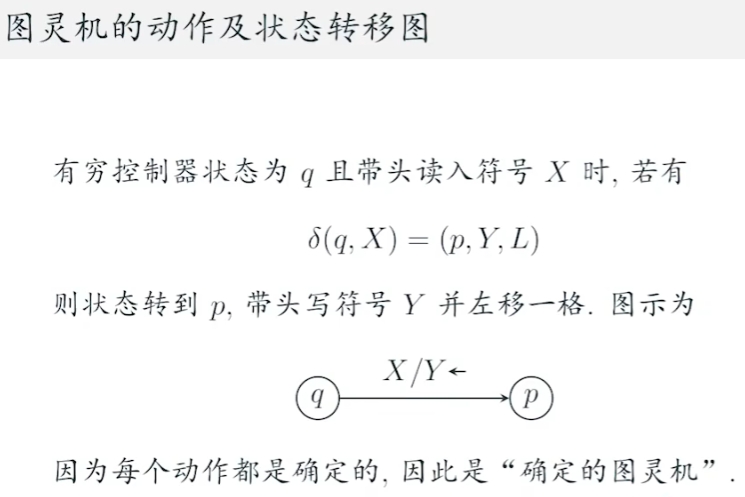 图灵机的动作及状态转移图
有穷控制器状态为 q 且带头读入符号 X 时, 若有
δ(q, X) = (p, Y, L)
则状态转到 p, 带头写符号 Y 并左移一格. 图示为
X/Y←
q p
因为每个动作都是确定的, 因此是“确定的图灵机”.